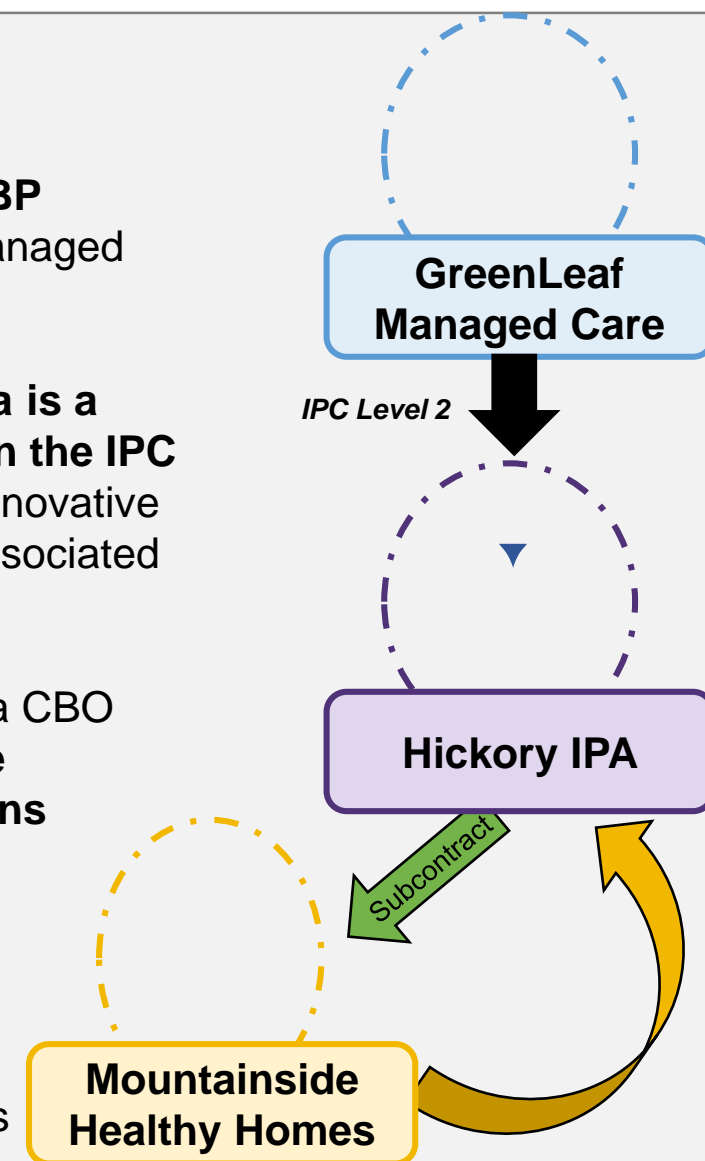 BP
anaged
GreenLeaf
Managed Care
a is a
IPC Level 2
n the IPC
novative
sociated
a CBO
e
Hickory IPA
ns
Subcontract
Mountainside
s
Healthy Homes